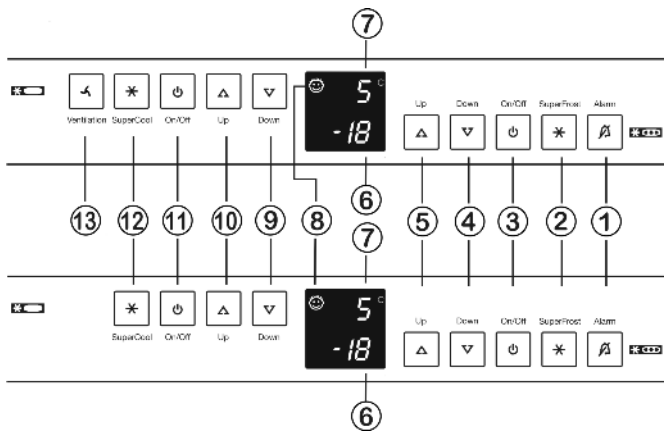 7
5 °C
-18
Ventilation SuperCool On/Off Up Down
Up Down On/Off SuperFrost Alarm
6
13 12 11 10 9 8 5 4 3 2 1
7
5 °C
-18
SuperCool On/Off Up Down
Up Down On/Off SuperFrost Alarm
6